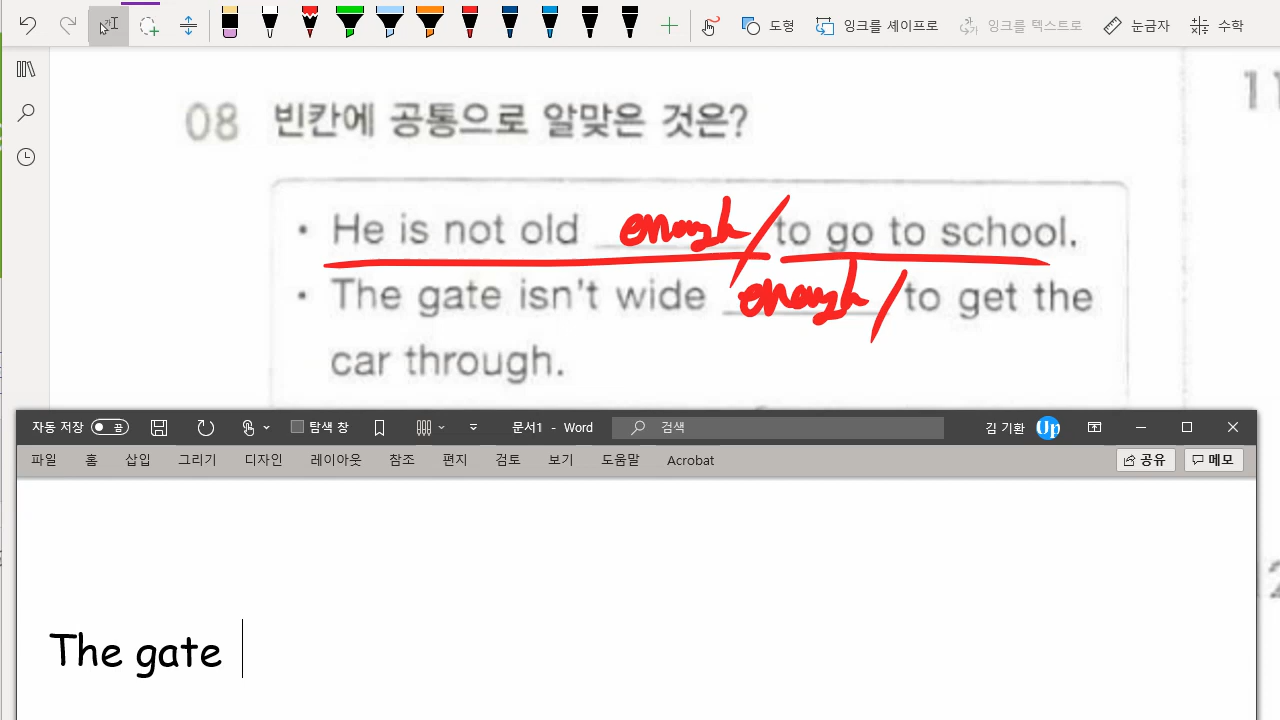 도형
잉크를 셰이프로
잉크를 텍스트로
눈금자
수학
08 빈칸에 공통으로 알맞은 것은?
11
• He is not old enough / to go to school.
• The gate isn't wide enough / to get the
car through.
자동 저장 끔
탐색 창
문서1 - Word
검색
김 기환
Up
파일 홈 삽입 그리기 디자인 레이아웃 참조 편지 검토 보기 도움말 Acrobat
공유 메모
The gate